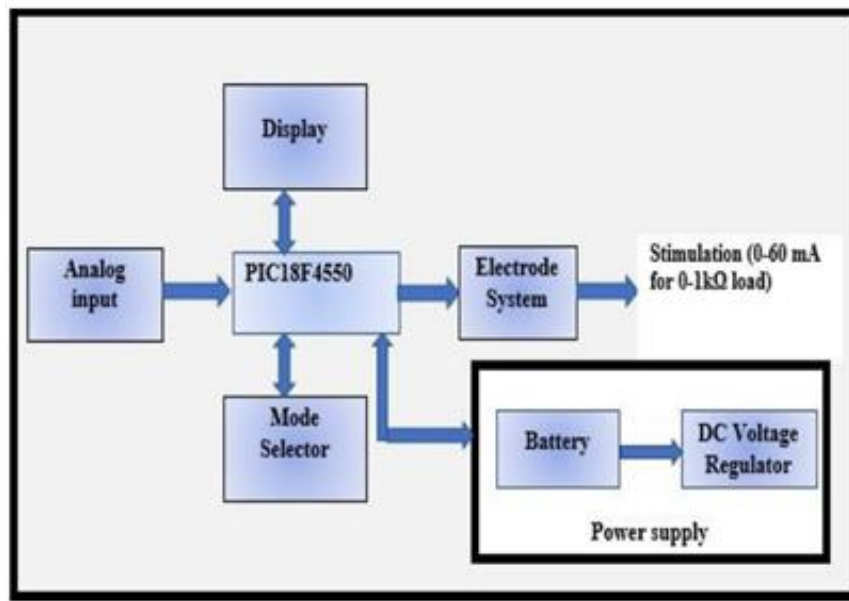 Display
Analog
input
PIC18F4550
Electrode
System
Stimulation (0-60 mA
for 0-1kΩ load)
Mode
Selector
Battery
DC Voltage
Regulator
Power supply